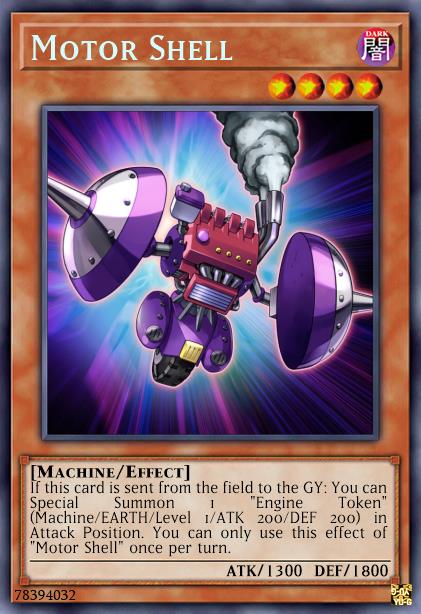 MOTOR SHELL
DARK
闇
[MACHINE/EFFECT]
If this card is sent from the field to the GY: You can
Special Summon 1 "Engine Token"
(Machine/EARTH/Level 1/ATK 200/DEF 200) in
Attack Position. You can only use this effect of
"Motor Shell" once per turn.
ATK/1300 DEF/1800
78394032